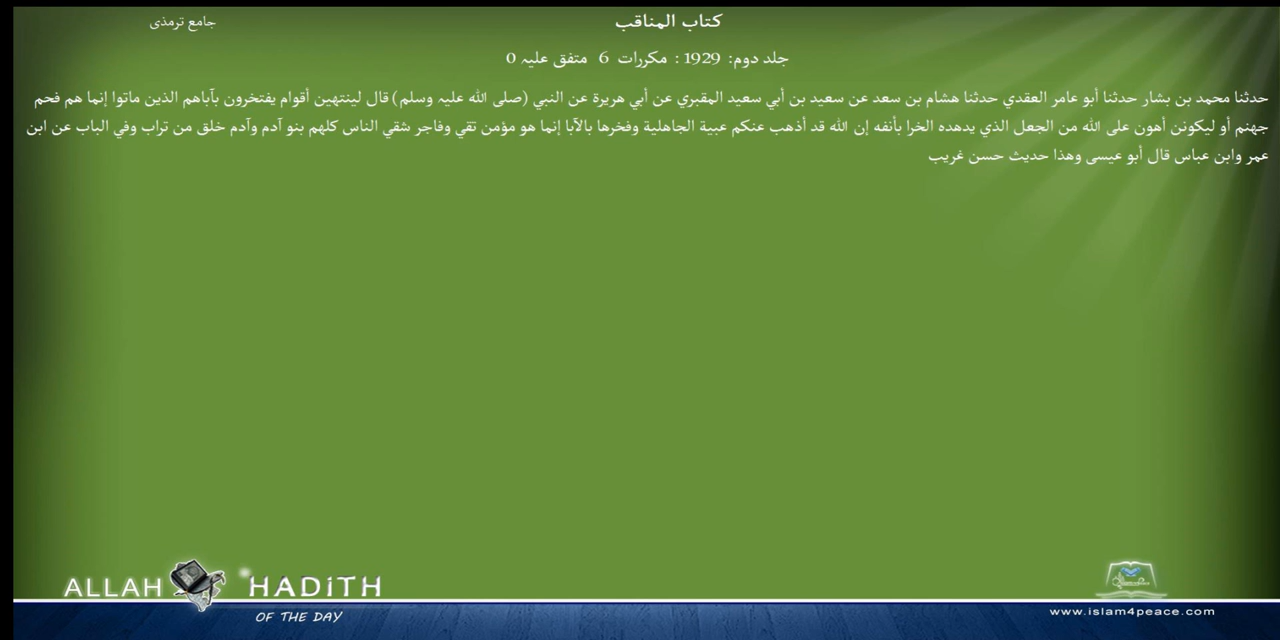 جامع ترمذی
كتاب المناقب
جلد دوم: 1929 : مکررات 6 متفق علیہ 0
حدثنا محمد بن بشار حدثنا أبو عامر العقدي حدثنا هشام بن سعد عن سعيد بن أبي سعيد المقبري عن أبي هريرة عن النبي (صلی اللہ علیہ وسلم) قال لينتهين أقوام يفتخرون بآباهم الذين ماتوا إنما هم فحم
جهنم أو ليكونن أهون على الله من الجعل الذي يدهده الخرا بأنفه إن الله قد أذهب عنكم عبية الجاهلية وفخرها بالآبا إنما هو مؤمن تقي وفاجر شقي الناس كلهم بنو آدم وآدم خلق من تراب وفي الباب عن ابن
عمر وابن عباس قال أبو عيسى وهذا حديث حسن غريب
ALLAH HADITH
OF THE DAY
www.islam4peace.com